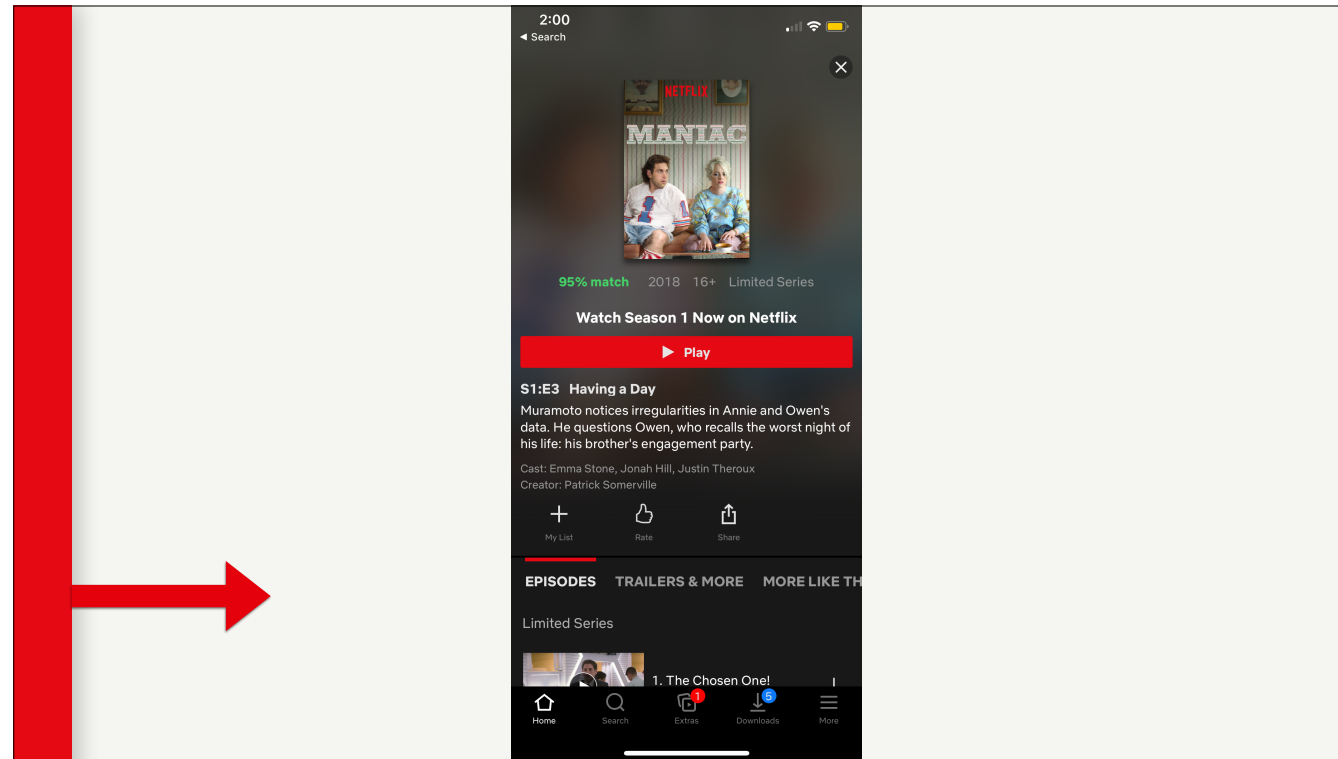 2:00
◀ Search
NETFLIX
MANIAC
95% match 2018 16+ Limited Series
Watch Season 1 Now on Netflix
Play
S1:E3 Having a Day
Muramoto notices irregularities in Annie and Owen's
data. He questions Owen, who recalls the worst night of
his life: his brother's engagement party.
Cast: Emma Stone, Jonah Hill, Justin Theroux
Creator: Patrick Somerville
My List Rate Share
EPISODES TRAILERS & MORE MORE LIKE TH
Limited Series
1. The Chosen One!
1 5
Home Search Extras Downloads More